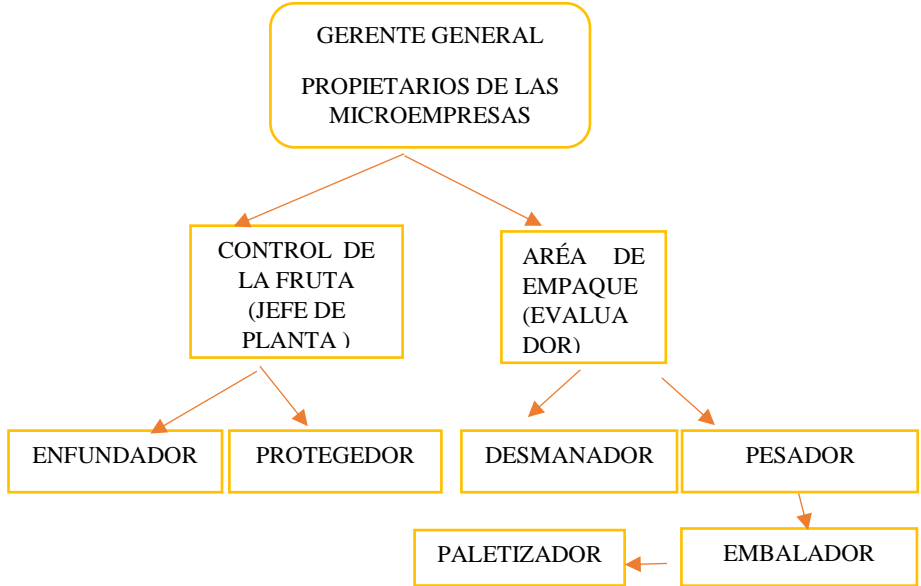 GERENTE GENERAL
PROPIETARIOS DE LAS
MICROEMPRESAS
CONTROL DE
LA FRUTA
(JEFE DE
PLANTA )
ARÉA DE
EMPAQUE
(EVALUA
DOR)
ENFUNDADOR
PROTEGEDOR
DESMANADOR
PESADOR
PALETIZADOR
EMBALADOR